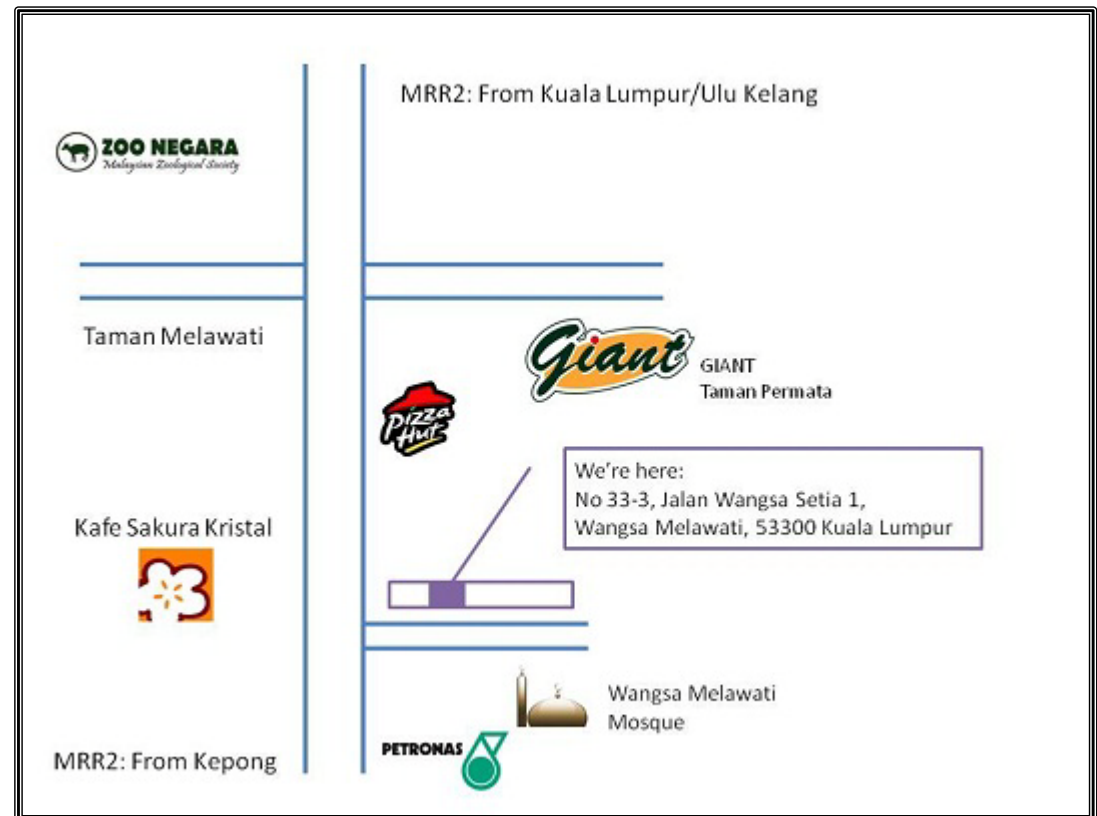 MRR2: From Kuala Lumpur/Ulu Kelang
ZOO NEGARA
Malaysian Zoological Society
Taman Melawati
Giant
GIANT
Taman Permata
Pizza
Hut
We're here:
No 33-3, Jalan Wangsa Setia 1,
Wangsa Melawati, 53300 Kuala Lumpur
Kafe Sakura Kristal
Wangsa Melawati
Mosque
PETRONAS
MRR2: From Kepong